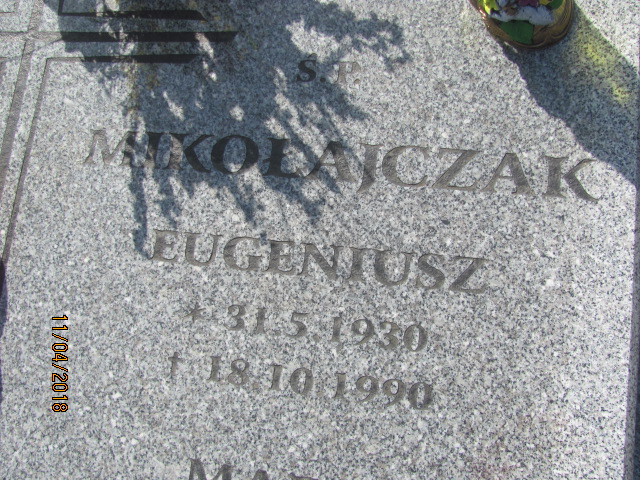 Ś.P.
MIKOŁAJCZAK
EUGENIUSZ
* 31.5.1930
† 18.10.1990
11/04/2018